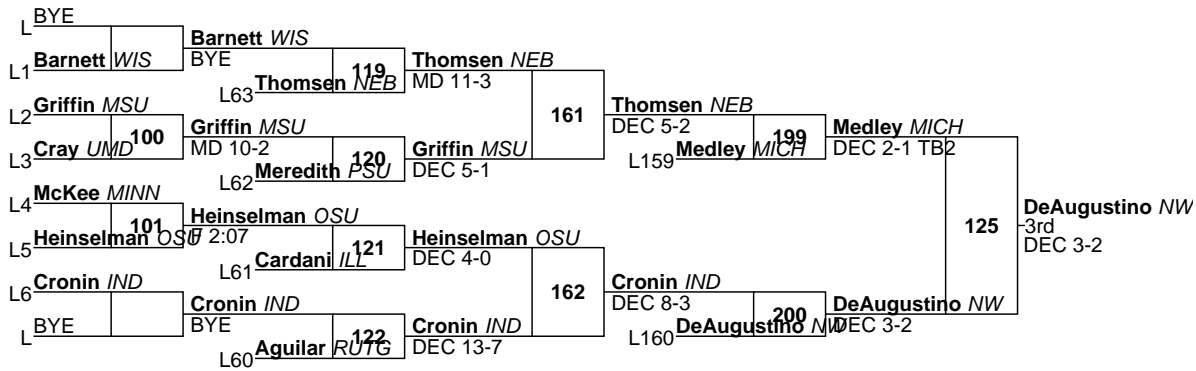 L BYE
L1 Barnett WIS
Barnett WIS
BYE
L63 Thomsen NEB
119
Thomsen NEB
MD 11-3
L2 Griffin MSU
L3 Cray UMD
100
Griffin MSU
MD 10-2
L62 Meredith PSU
120
Griffin MSU
DEC 5-1
161
Thomsen NEB
DEC 5-2
L159 Medley MICH
199
Medley MICH
DEC 2-1 TB2
L4 McKee MINN
L5 Heinselman OSU
101
Heinselman OSU
F 2:07
L61 Cardani ILL
121
Heinselman OSU
DEC 4-0
L6 Cronin IND
L BYE
Cronin IND
BYE
L60 Aguilar RUTG
122
Cronin IND
DEC 13-7
162
Cronin IND
DEC 8-3
L160 DeAugustino NW
200
DeAugustino NW
DEC 3-2
125
DeAugustino NW
3rd
DEC 3-2